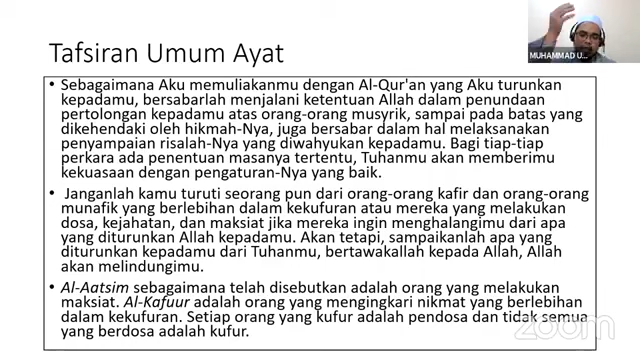 MUHAMMAD U...
Tafsiran Umum Ayat
• Sebagaimana Aku memuliakanmu dengan Al-Qur'an yang Aku turunkan
kepadamu, bersabarlah menjalani ketentuan Allah dalam penundaan
pertolongan kepadamu atas orang-orang musyrik, sampai pada batas yang
dikehendaki oleh hikmah-Nya, juga bersabar dalam hal melaksanakan
penyampaian risalah-Nya yang diwahyukan kepadamu. Bagi tiap-tiap
perkara ada penentuan masanya tertentu, Tuhanmu akan memberimu
kekuasaan dengan pengaturan-Nya yang baik.
• Janganlah kamu turuti seorang pun dari orang-orang kafir dan orang-orang
munafik yang berlebihan dalam kekufuran atau mereka yang melakukan
dosa, kejahatan, dan maksiat jika mereka ingin menghalangimu dari apa
yang diturunkan Allah kepadamu. Akan tetapi, sampaikanlah apa yang
diturunkan kepadamu dari Tuhanmu, bertawakallah kepada Allah, Allah
akan melindungimu.
• Al-Aatsim sebagaimana telah disebutkan adalah orang yang melakukan
maksiat. Al-Kafuur adalah orang yang mengingkari nikmat yang berlebihan
dalam kekufuran. Setiap orang yang kufur adalah pendosa dan tidak semua
yang berdosa adalah kufur.
zoom